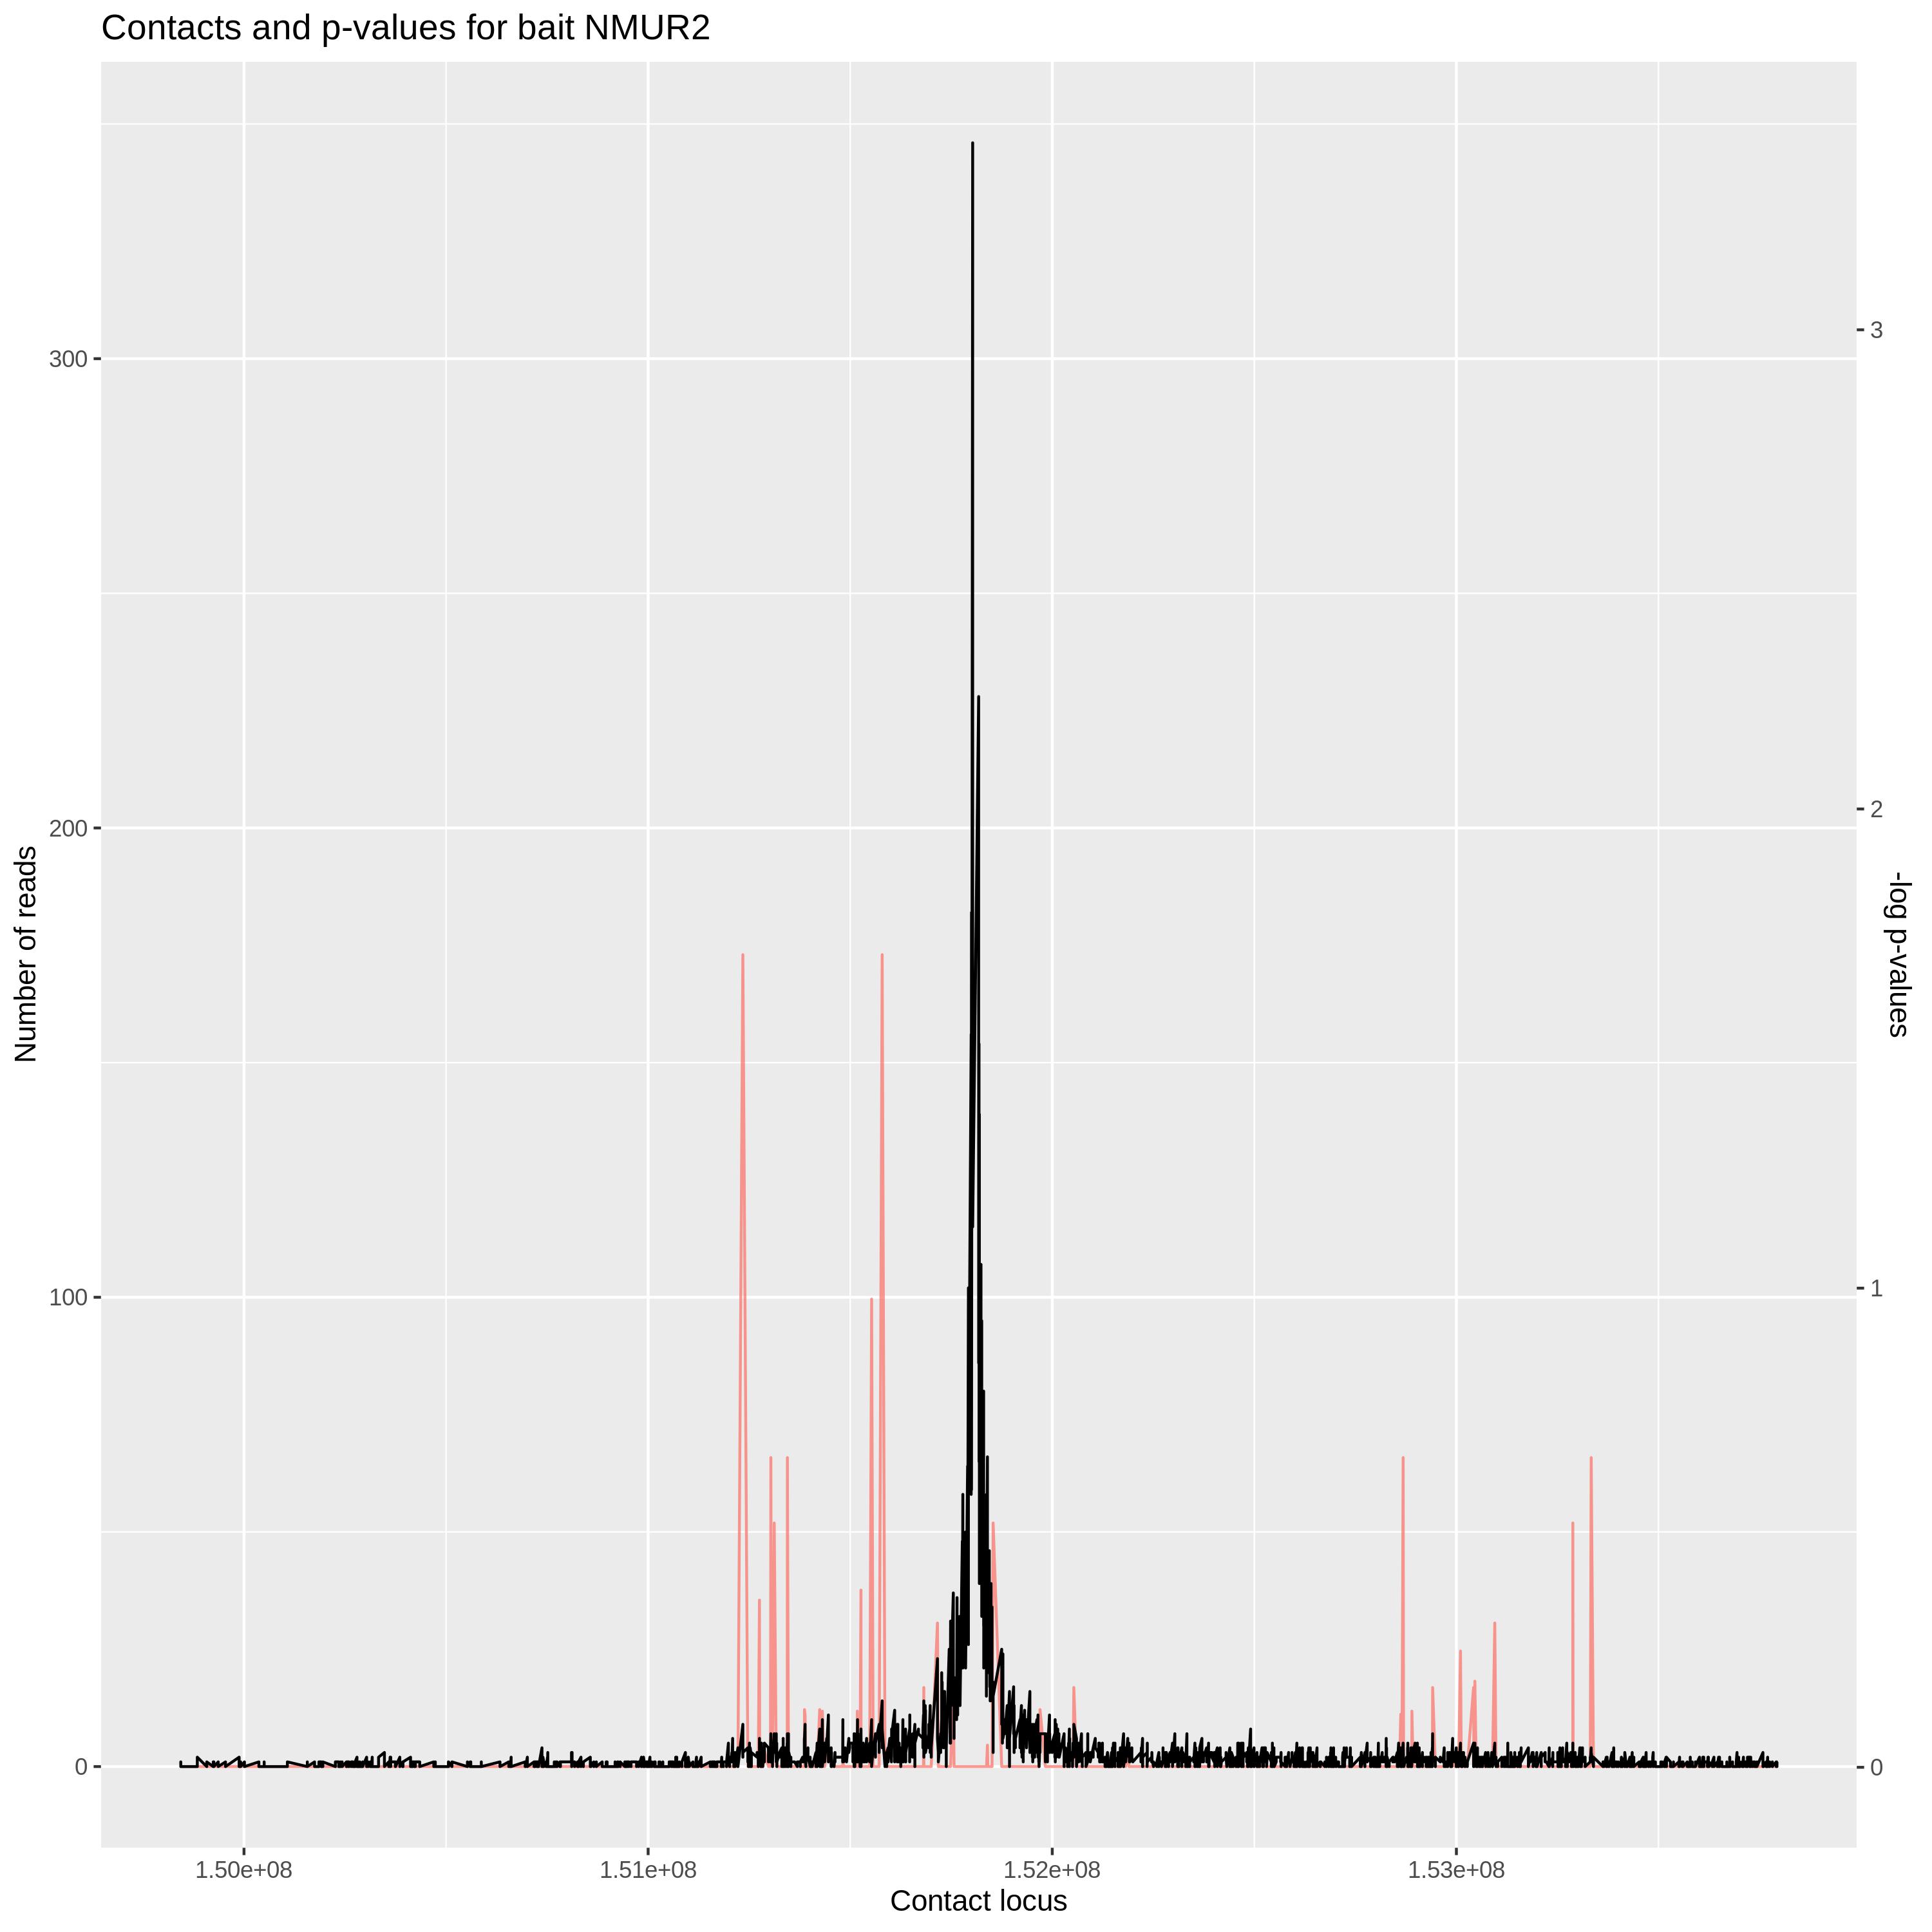 Contacts and p-values for bait NMUR2
Number of reads
300
200
100
0
3
2
1
0
-log p-values
1.50e+08
1.51e+08
1.52e+08
1.53e+08
Contact locus